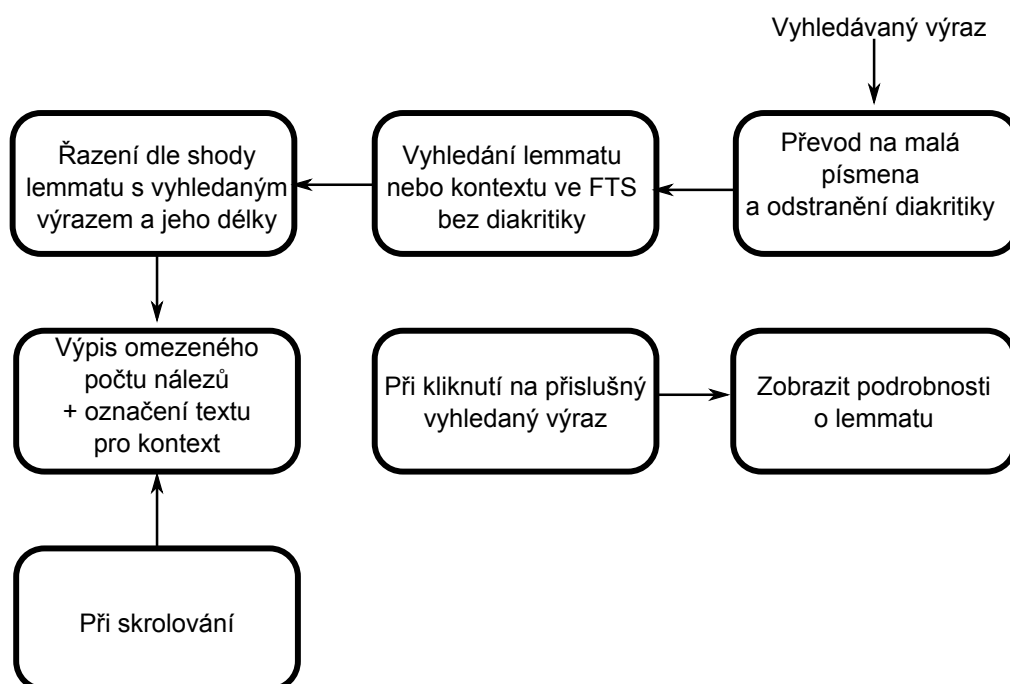 Vyhledávaný výraz
Převod na malá
písmena
a odstranění diakritiky
Vyhledání lemmatu
nebo kontextu ve FTS
bez diakritiky
Řazení dle shody
lemmatu s vyhledaným
výrazem a jeho délky
Výpis omezeného
počtu nálezů
+ označení textu
pro kontext
Při kliknutí na přislušný
vyhledaný výraz
Zobrazit podrobnosti
o lemmatu
Při skrolování